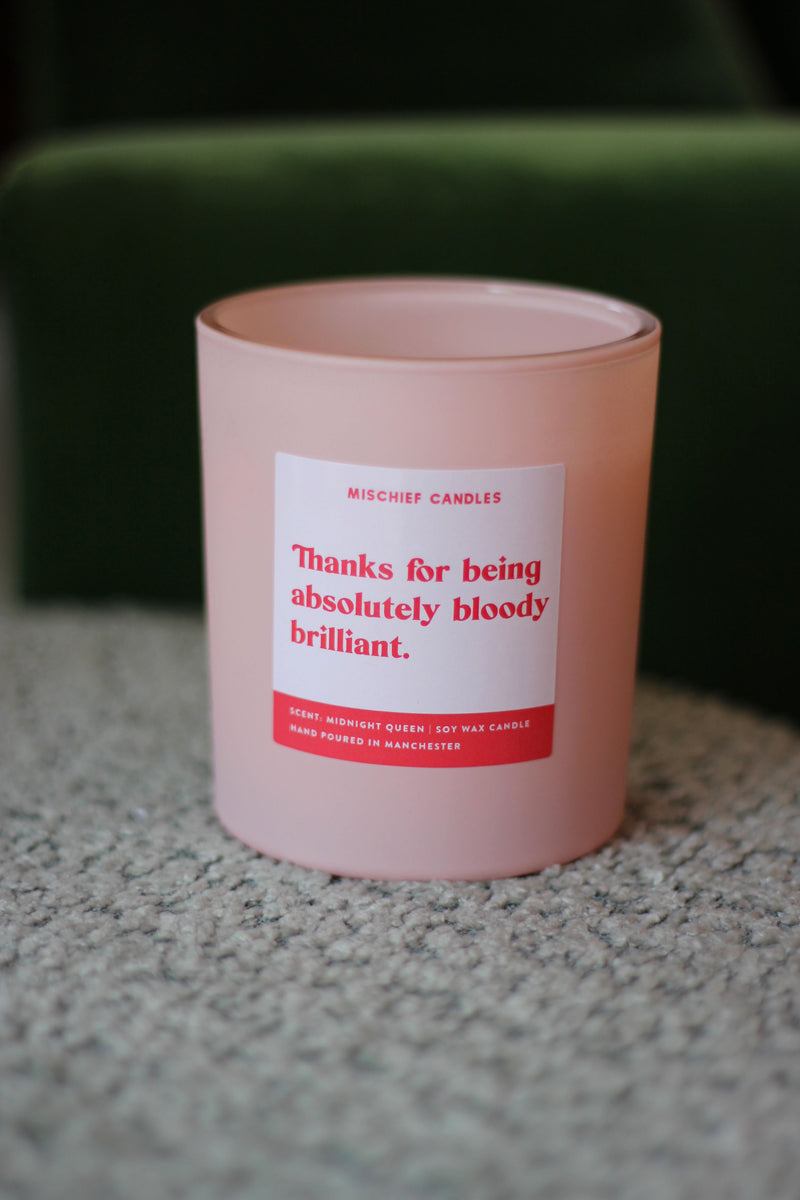 MISCHIEF CANDLES
Thanks for being
absolutely bloody
brilliant.
SCENT: MIDNIGHT QUEEN | SOY WAX CANDLE
HAND POURED IN MANCHESTER